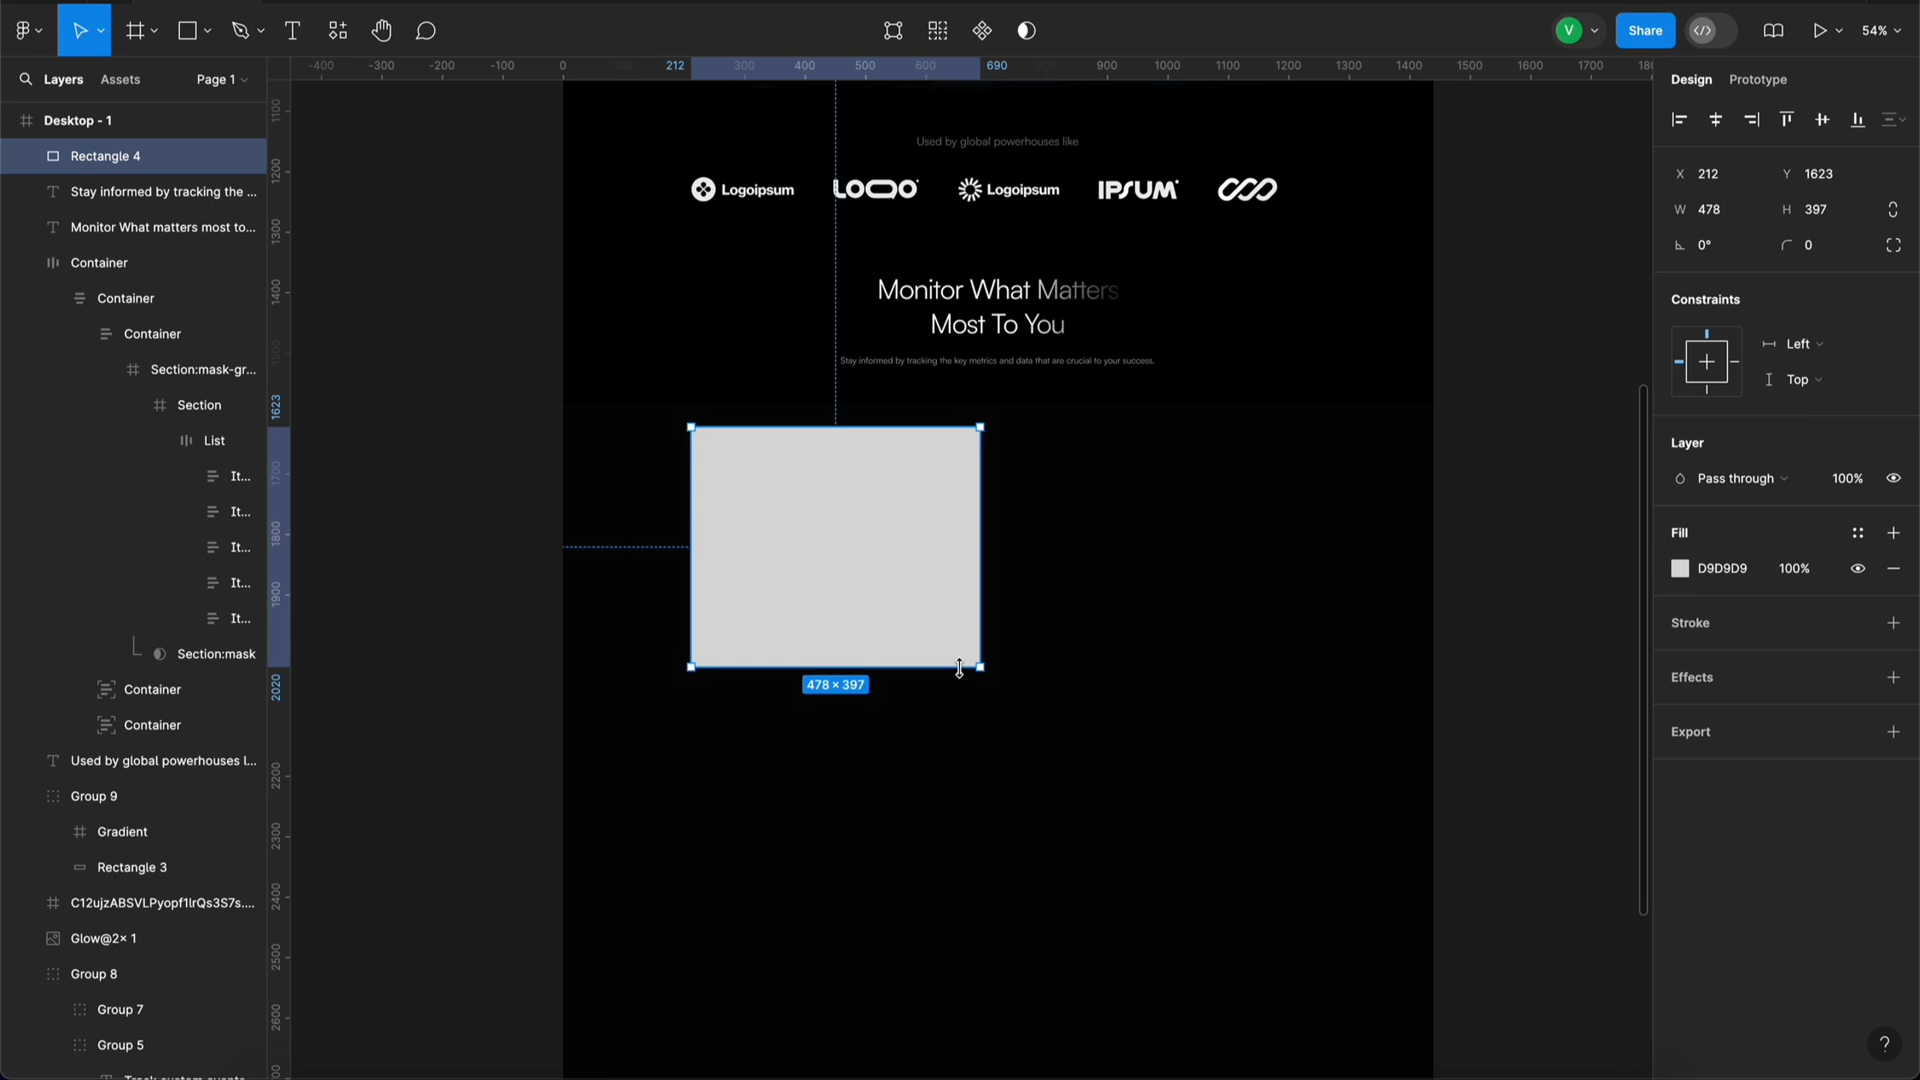 V
Share
54%
Layers
Assets
Page 1
-400
-300
-200
-100
0
100
212
300
400
500
600
690
800
900
1000
1100
1200
1300
1400
1500
1600
1700
Design
Prototype
Desktop - 1
Rectangle 4
Stay informed by tracking the ...
Monitor What matters most to...
Container
Container
Container
Section:mask-gr...
Section
List
It...
It...
It...
It...
It...
Section:mask
Container
Container
Used by global powerhouses l...
Group 9
Gradient
Rectangle 3
C12ujzABSVLPyopf1lrQs3S7s....
Glow@2× 1
Group 8
Group 7
Group 5
1100
1200
1300
1400
1500
1623
1700
1800
1900
2020
2200
2300
2400
2500
2600
Used by global powerhouses like
Logoipsum
LOQO
Logoipsum
IPSUM
Monitor What Matters
Most To You
Stay informed by tracking the key metrics and data that are crucial to your success.
478 × 397
X 212 Y 1623
W 478 H 397
0° 0
Constraints
Left
Top
Layer
Pass through 100%
Fill
D9D9D9 100%
Stroke
Effects
Export
?